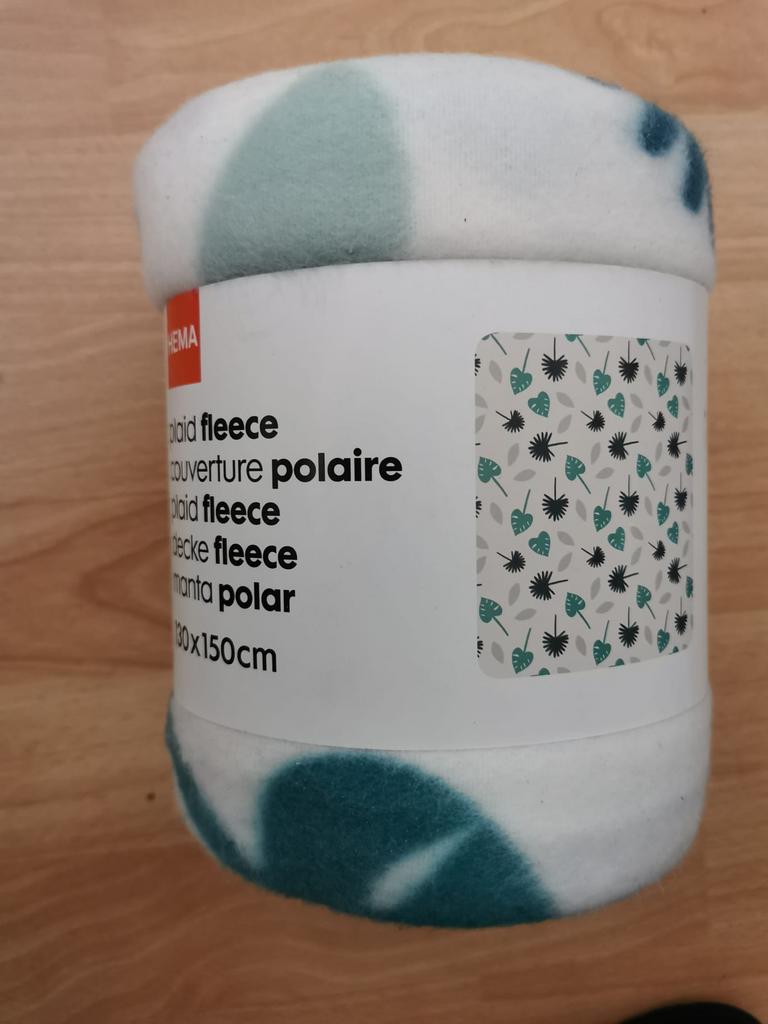 HEMA
plaid fleece
couverture polaire
plaid fleece
decke fleece
manta polar
130x150cm